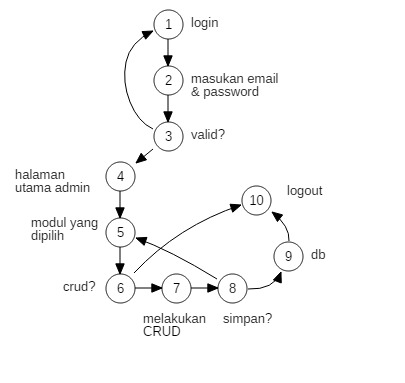 1 login
2 masukan email
& password
3 valid?
halaman
utama admin 4
10 logout
modul yang
dipilih 5
9 db
crud? 6 7 8
melakukan
CRUD
simpan?